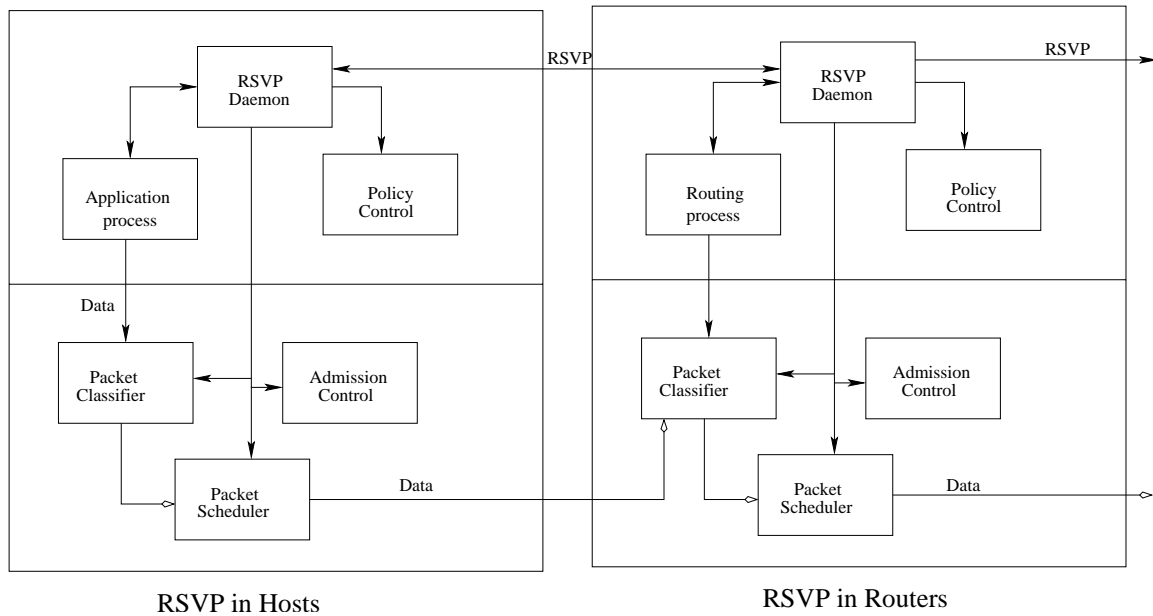 RSVP
RSVP
RSVP
Daemon
RSVP
Daemon
Application
process
Policy
Control
Routing
process
Policy
Control
Data
Packet
Classifier
Admission
Control
Packet
Classifier
Admission
Control
Packet
Scheduler
Data
Packet
Scheduler
Data
RSVP in Hosts
RSVP in Routers